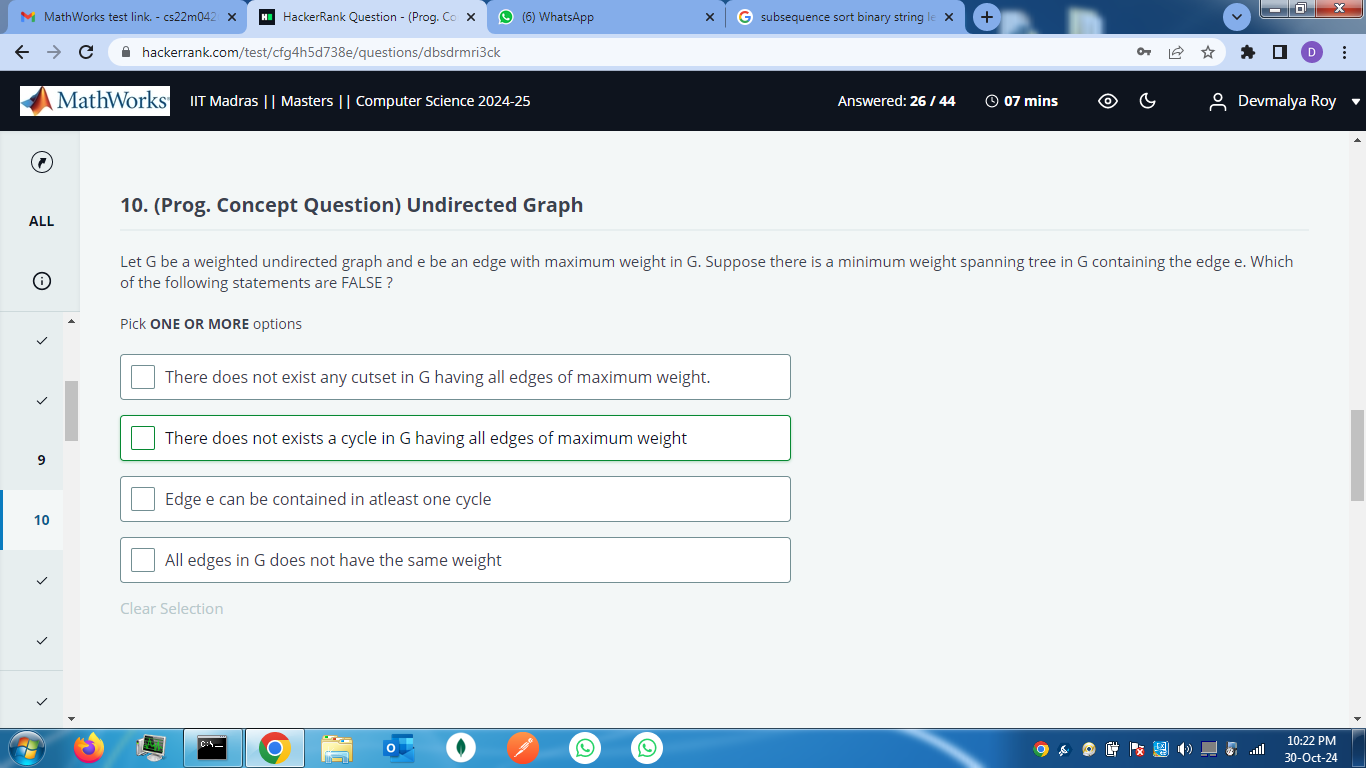 MathWorks test link. - cs22m042
HackerRank Question - (Prog. Co
(6) WhatsApp
subsequence sort binary string le
hackerrank.com/test/cfg4h5d738e/questions/dbsdrmri3ck
D
MathWorks
IIT Madras || Masters || Computer Science 2024-25
Answered: 26 / 44
07 mins
Devmalya Roy
ALL
9
10
10. (Prog. Concept Question) Undirected Graph
Let G be a weighted undirected graph and e be an edge with maximum weight in G. Suppose there is a minimum weight spanning tree in G containing the edge e. Which
of the following statements are FALSE ?
Pick ONE OR MORE options
There does not exist any cutset in G having all edges of maximum weight.
There does not exists a cycle in G having all edges of maximum weight
Edge e can be contained in atleast one cycle
All edges in G does not have the same weight
Clear Selection
10:22 PM
30-Oct-24